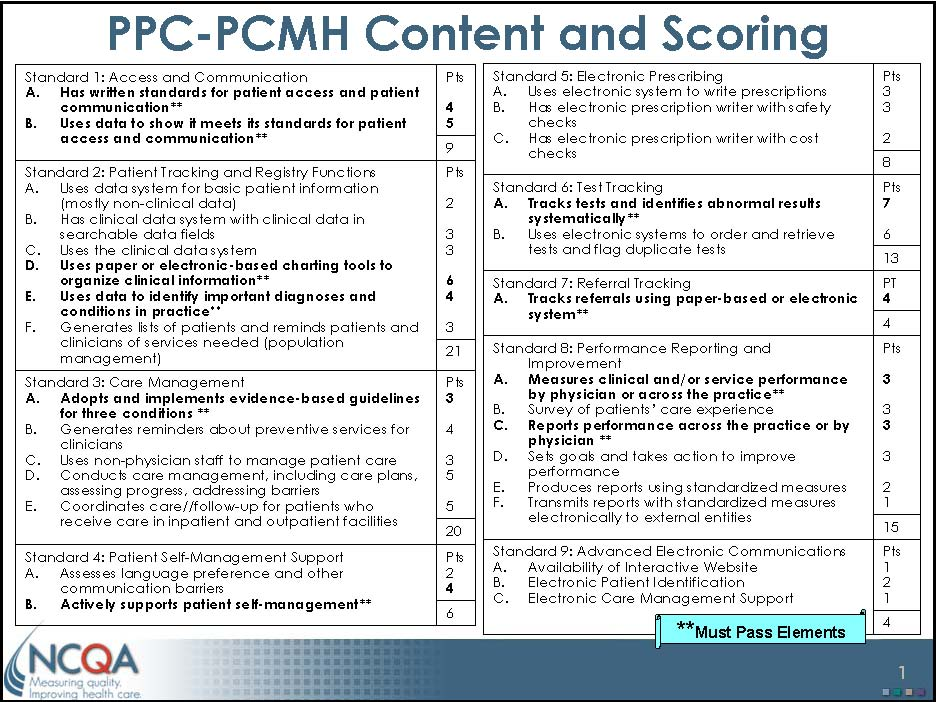 PPC-PCMH Content and Scoring
Standard 1: Access and Communication Pts
A. Has written standards for patient access and patient
communication** 4
B. Uses data to show it meets its standards for patient 5
access and communication**
9
Standard 2: Patient Tracking and Registry Functions Pts
A. Uses data system for basic patient information
(mostly non-clinical data) 2
B. Has clinical data system with clinical data in
searchable data fields 3
C. Uses the clinical data system 3
D. Uses paper or electronic-based charting tools to
organize clinical information** 6
E. Uses data to identify important diagnoses and 4
conditions in practice**
F. Generates lists of patients and reminds patients and 3
clinicians of services needed (population
management)
21
Standard 3: Care Management Pts
A. Adopts and implements evidence-based guidelines 3
for three conditions **
B. Generates reminders about preventive services for 4
clinicians
C. Uses non-physician staff to manage patient care 3
D. Conducts care management, including care plans, 5
assessing progress, addressing barriers
E. Coordinates care//follow-up for patients who 5
receive care in inpatient and outpatient facilities
20
Standard 4: Patient Self-Management Support Pts
A. Assesses language preference and other 2
communication barriers 4
B. Actively supports patient self-management**
6
Standard 5: Electronic Prescribing Pts
A. Uses electronic system to write prescriptions 3
B. Has electronic prescription writer with safety 3
checks
C. Has electronic prescription writer with cost 2
checks
8
Standard 6: Test Tracking Pts
A. Tracks tests and identifies abnormal results 7
systematically**
B. Uses electronic systems to order and retrieve 6
tests and flag duplicate tests
13
Standard 7: Referral Tracking PT
A. Tracks referrals using paper-based or electronic 4
system**
4
Standard 8: Performance Reporting and Pts
Improvement
A. Measures clinical and/or service performance 3
by physician or across the practice**
B. Survey of patients' care experience 3
C. Reports performance across the practice or by 3
physician **
D. Sets goals and takes action to improve 3
performance
E. Produces reports using standardized measures 2
F. Transmits reports with standardized measures 1
electronically to external entities
15
Standard 9: Advanced Electronic Communications Pts
A. Availability of Interactive Website 1
B. Electronic Patient Identification 2
C. Electronic Care Management Support 1
4
**Must Pass Elements
NCQA
Measuring quality.
Improving health care.
1